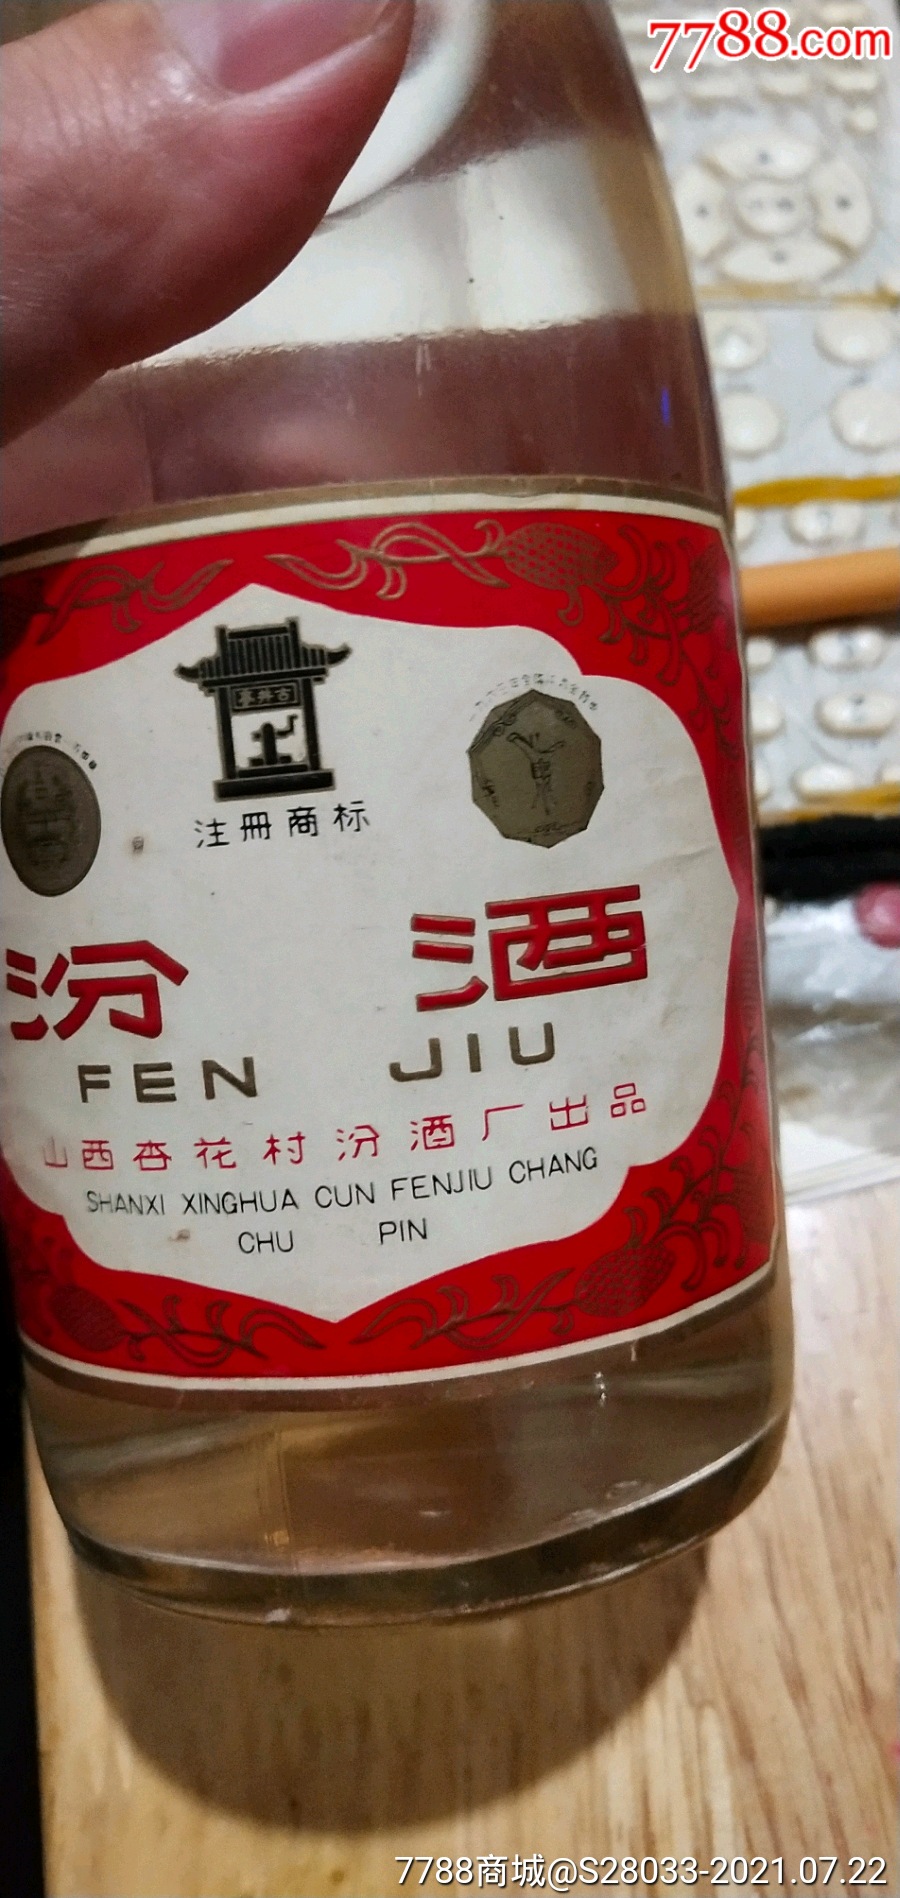 7788.com
古井亭
注冊商标
汾酒
FEN JIU
山西杏花村汾酒厂出品
SHANXI XINGHUA CUN FENJIU CHANG
CHU PIN
7788商城@S28033-2021.07.22